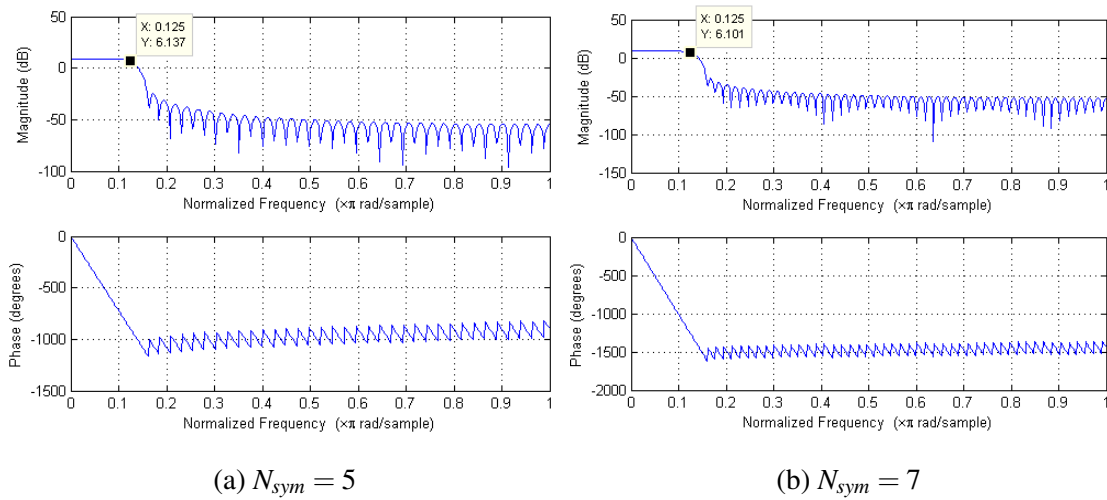 X: 0.125
Y: 6.137
50
0
-50
-100
Magnitude (dB)
0 0.1 0.2 0.3 0.4 0.5 0.6 0.7 0.8 0.9 1
Normalized Frequency (×π rad/sample)
0
-500
-1000
-1500
Phase (degrees)
0 0.1 0.2 0.3 0.4 0.5 0.6 0.7 0.8 0.9 1
Normalized Frequency (×π rad/sample)
(a) N_sym = 5
X: 0.125
Y: 6.101
50
0
-50
-100
-150
Magnitude (dB)
0 0.1 0.2 0.3 0.4 0.5 0.6 0.7 0.8 0.9 1
Normalized Frequency (×π rad/sample)
0
-500
-1000
-1500
-2000
Phase (degrees)
0 0.1 0.2 0.3 0.4 0.5 0.6 0.7 0.8 0.9 1
Normalized Frequency (×π rad/sample)
(b) N_sym = 7